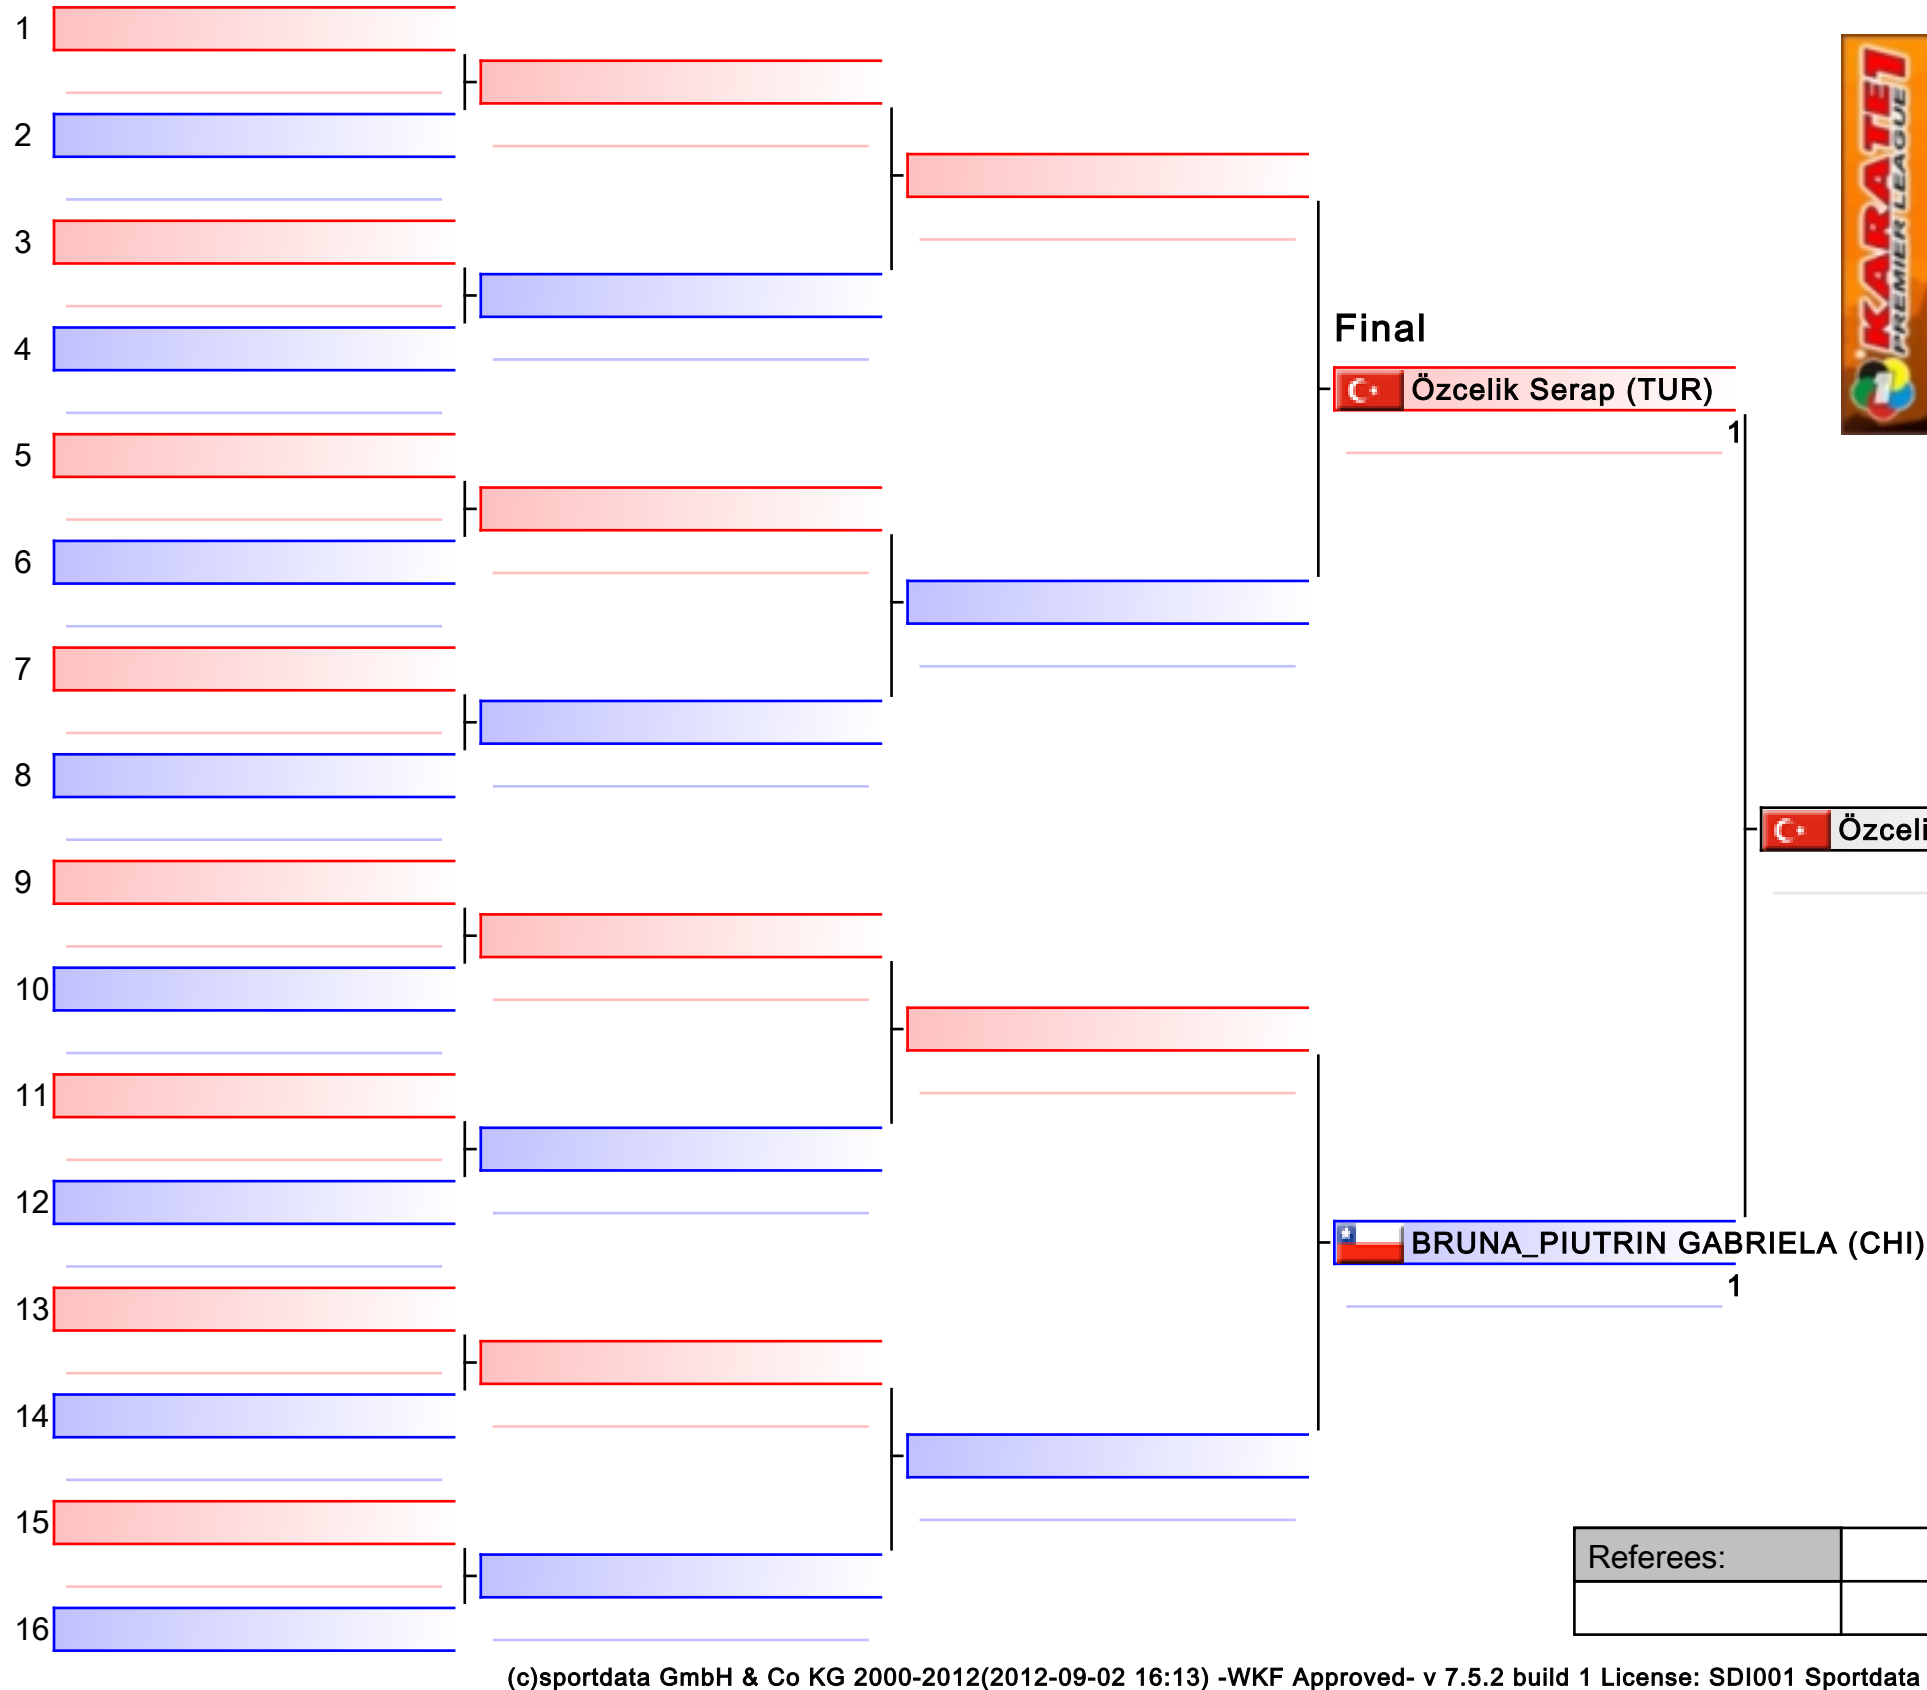 1
2
3
4
Final
Özcelik Serap (TUR)
1
5
6
7
8
Özceli
9
10
11
12
BRUNA_PIUTRIN GABRIELA (CHI)
1
13
14
15
16
KARATE1
PREMIER LEAGUE
Referees:
(c)sportdata GmbH & Co KG 2000-2012(2012-09-02 16:13) -WKF Approved- v 7.5.2 build 1 License: SDI001 Sportdata